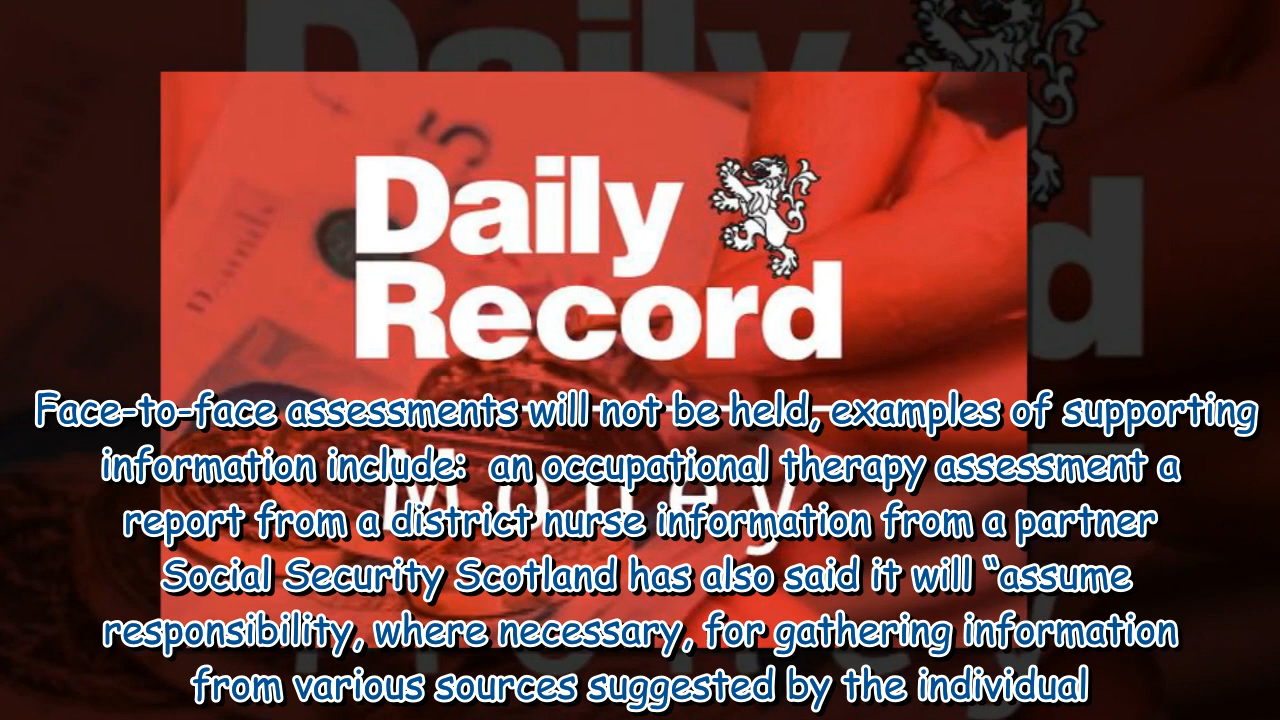 Daily
Record
Money
Face-to-face assessments will not be held, examples of supporting
information include:  an occupational therapy assessment a
report from a district nurse information from a partner
Social Security Scotland has also said it will “assume
responsibility, where necessary, for gathering information
from various sources suggested by the individual